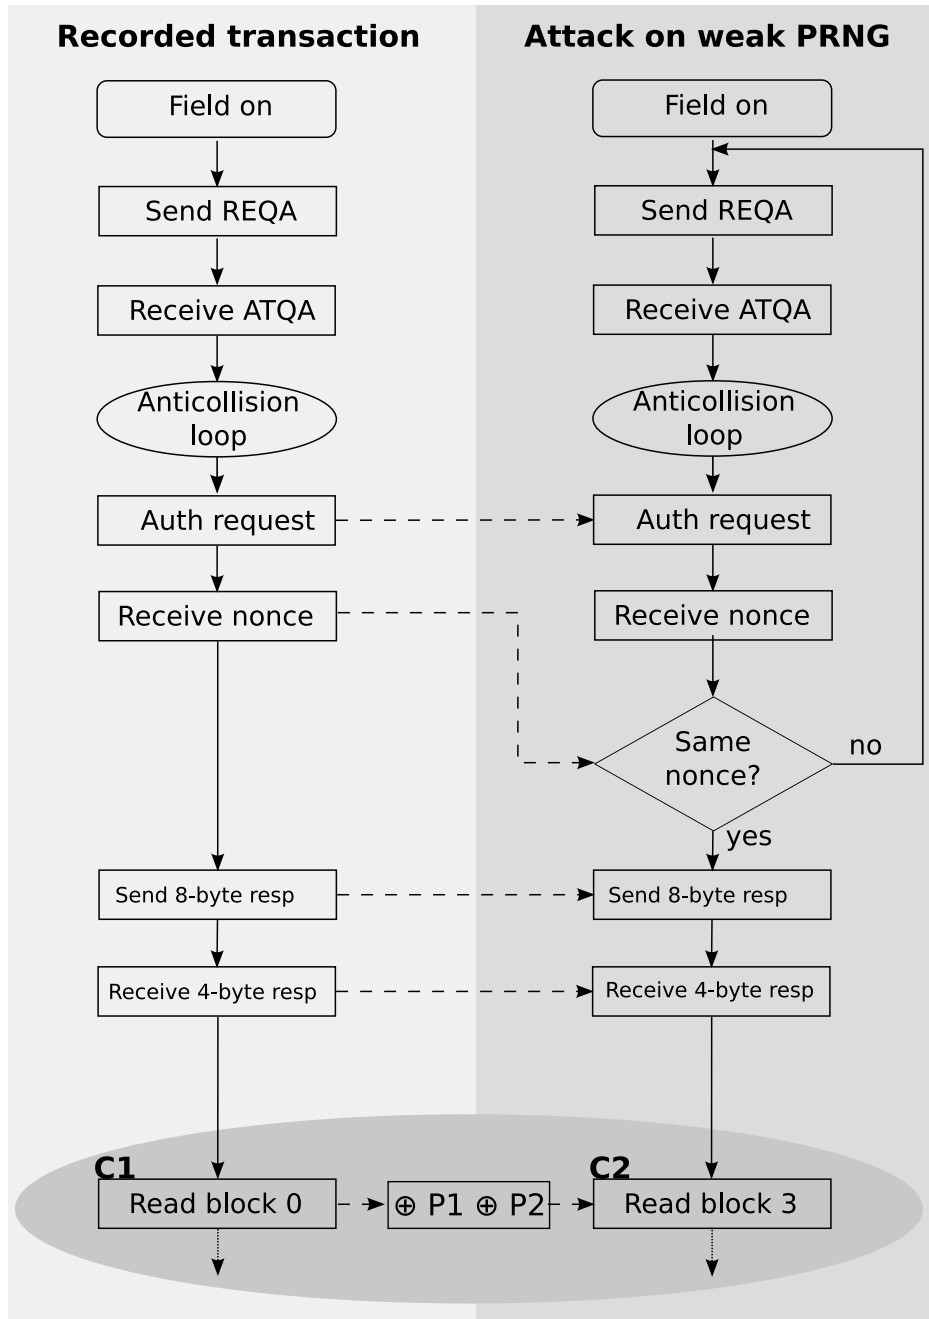 Recorded transaction
Field on
Send REQA
Receive ATQA
Anticollision
loop
Auth request
Receive nonce
Send 8-byte resp
Receive 4-byte resp
C1
Read block 0
⊕ P1 ⊕ P2
Attack on weak PRNG
Field on
Send REQA
Receive ATQA
Anticollision
loop
Auth request
Receive nonce
Same
nonce?
no
yes
Send 8-byte resp
Receive 4-byte resp
C2
Read block 3